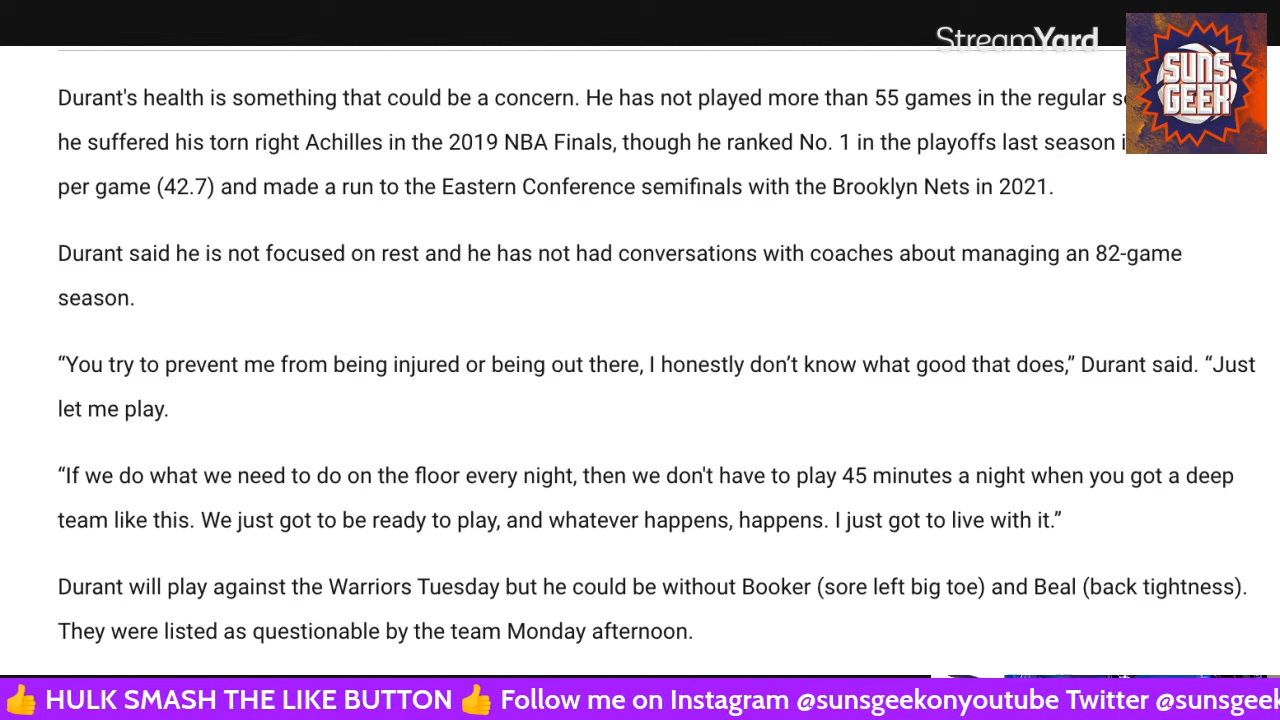 StreamYard
SUNS
GEEK
Durant's health is something that could be a concern. He has not played more than 55 games in the regular
he suffered his torn right Achilles in the 2019 NBA Finals, though he ranked No. 1 in the playoffs last season
per game (42.7) and made a run to the Eastern Conference semifinals with the Brooklyn Nets in 2021.
Durant said he is not focused on rest and he has not had conversations with coaches about managing an 82-game
season.
“You try to prevent me from being injured or being out there, I honestly don’t know what good that does,” Durant said. “Just
let me play.
“If we do what we need to do on the floor every night, then we don't have to play 45 minutes a night when you got a deep
team like this. We just got to be ready to play, and whatever happens, happens. I just got to live with it.”
Durant will play against the Warriors Tuesday but he could be without Booker (sore left big toe) and Beal (back tightness).
They were listed as questionable by the team Monday afternoon.
👍 HULK SMASH THE LIKE BUTTON 👍 Follow me on Instagram @sunsgeekonyoutube Twitter @sunsgeek